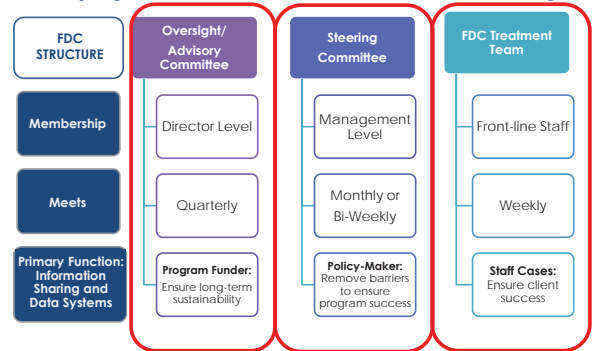 FDC
STRUCTURE
Oversight/
Advisory
Committee
Steering
Committee
FDC Treatment
Team
Membership
Director Level
Management
Level
Front-line Staff
Meets
Quarterly
Monthly or
Bi-Weekly
Weekly
Primary Function:
Information
Sharing and
Data Systems
Program Funder:
Ensure long-term
sustainability
Policy-Maker:
Remove barriers
to ensure
program success
Staff Cases:
Ensure client
success